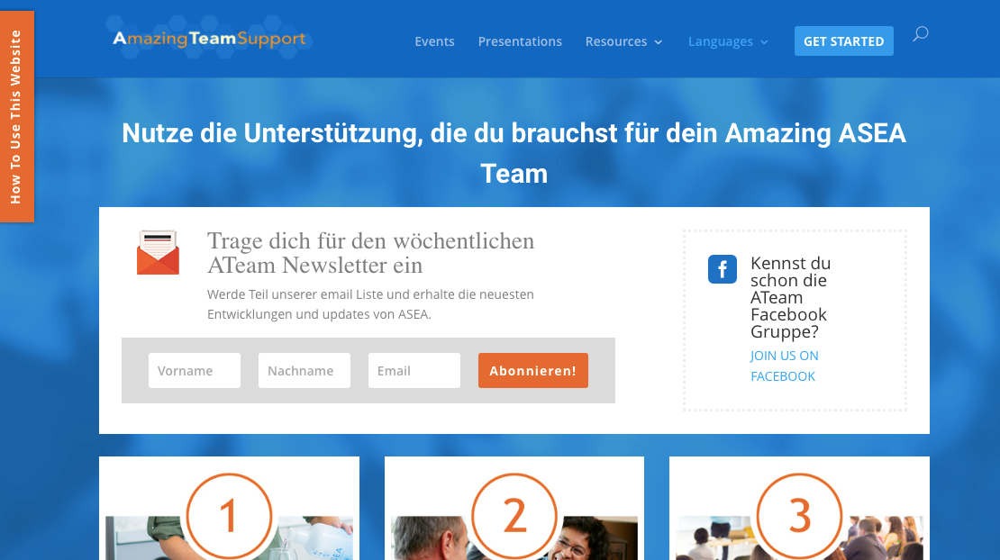 How To Use This Website
AmazingTeamSupport
Events
Presentations
Resources
Languages
GET STARTED
Nutze die Unterstützung, die du brauchst für dein Amazing ASEA
Team
Trage dich für den wöchentlichen
ATeam Newsletter ein
Werde Teil unserer email Liste und erhalte die neuesten
Entwicklungen und updates von ASEA.
Vorname
Nachname
Email
Abonnieren!
Kennst du
schon die
ATeam
Facebook
Gruppe?
JOIN US ON
FACEBOOK
1
2
3